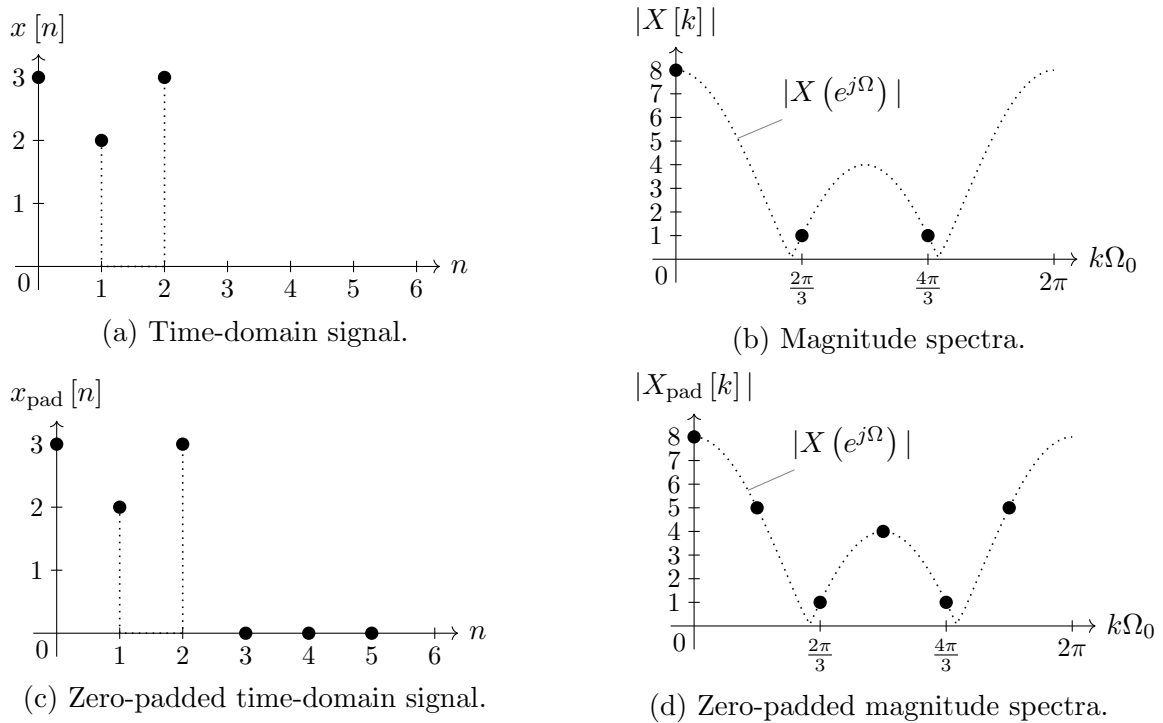 x [n]
3
2
1
0
1 2 3 4 5 6
n
(a) Time-domain signal.
|X [k] |
8
7
6
5
4
3
2
1
0
|X (e^{jΩ}) |
2π/3
4π/3
2π
kΩ₀
(b) Magnitude spectra.
x_pad [n]
3
2
1
0
1 2 3 4 5 6
n
(c) Zero-padded time-domain signal.
|X_pad [k] |
8
7
6
5
4
3
2
1
0
|X (e^{jΩ}) |
2π/3
4π/3
2π
kΩ₀
(d) Zero-padded magnitude spectra.